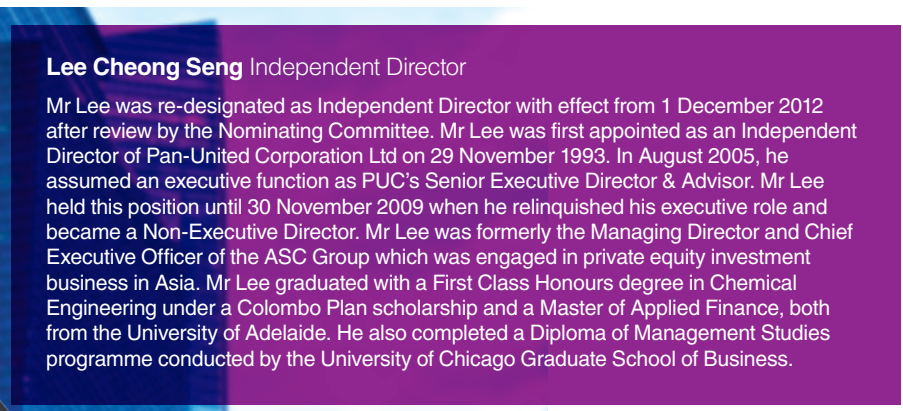 Lee Cheong Seng Independent Director
Mr Lee was re-designated as Independent Director with effect from 1 December 2012
after review by the Nominating Committee. Mr Lee was first appointed as an Independent
Director of Pan-United Corporation Ltd on 29 November 1993. In August 2005, he
assumed an executive function as PUC's Senior Executive Director & Advisor. Mr Lee
held this position until 30 November 2009 when he relinquished his executive role and
became a Non-Executive Director. Mr Lee was formerly the Managing Director and Chief
Executive Officer of the ASC Group which was engaged in private equity investment
business in Asia. Mr Lee graduated with a First Class Honours degree in Chemical
Engineering under a Colombo Plan scholarship and a Master of Applied Finance, both
from the University of Adelaide. He also completed a Diploma of Management Studies
programme conducted by the University of Chicago Graduate School of Business.